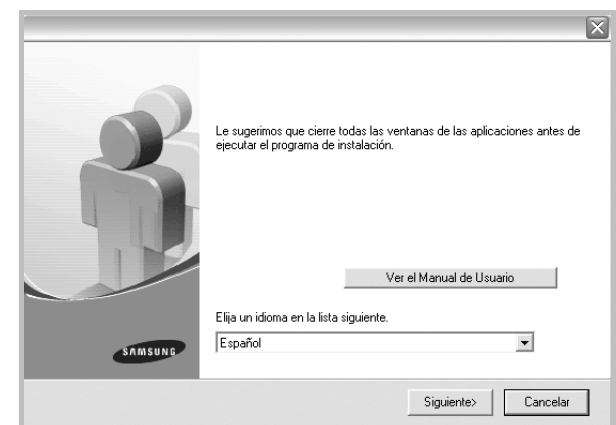 Le sugerimos que cierre todas las ventanas de las aplicaciones antes de
ejecutar el programa de instalación.
Ver el Manual de Usuario
Elija un idioma en la lista siguiente.
Español
SAMSUNG
Siguiente>
Cancelar